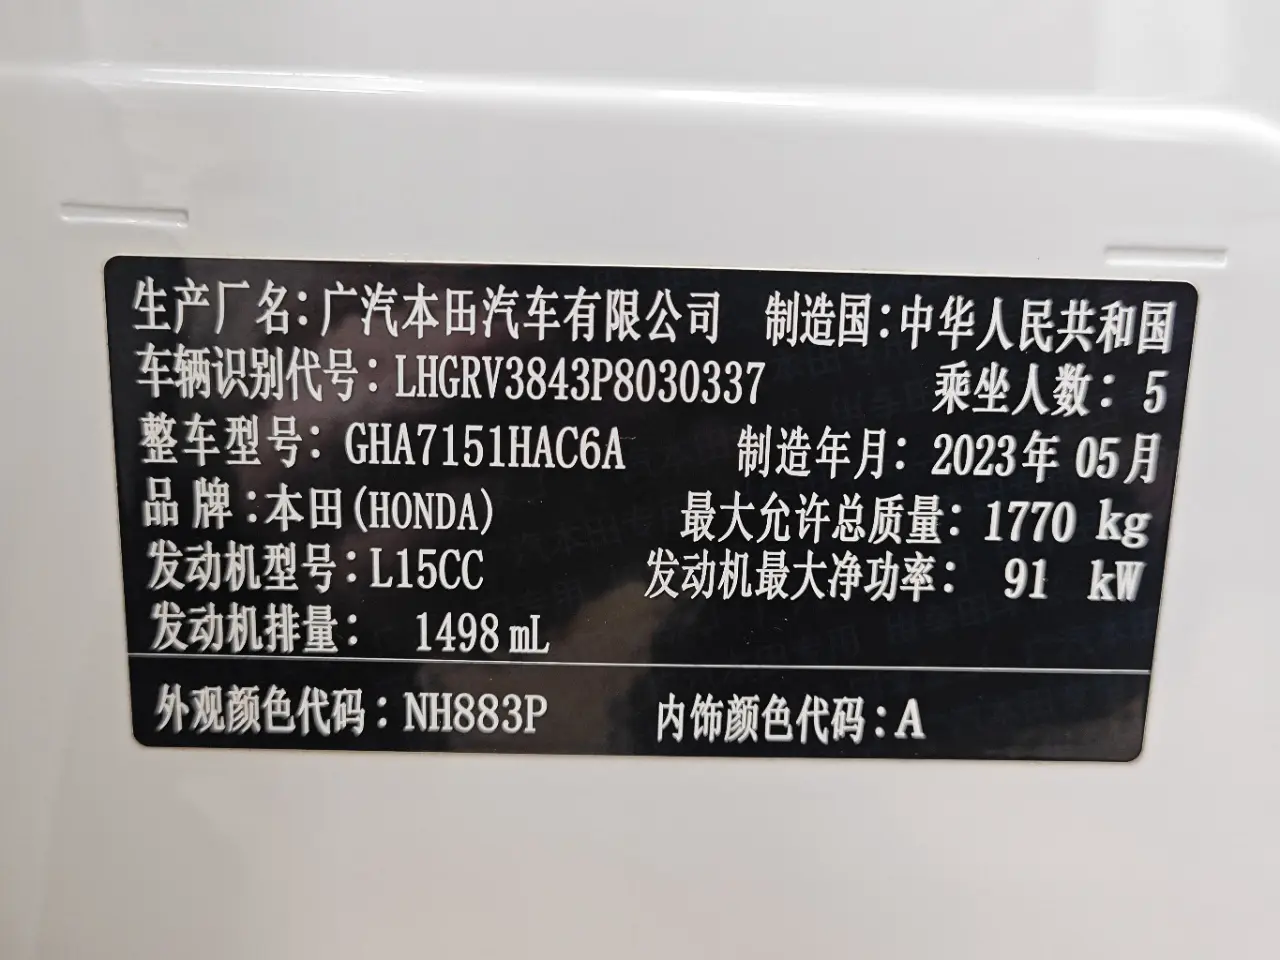 生产厂名：广汽本田汽车有限公司 制造国：中华人民共和国
车辆识别代号：LHGRV3843P8030337 乘坐人数：5
整车型号：GHA7151HAC6A 制造年月：2023年 05月
品 牌：本田(HONDA) 最大允许总质量：1770 kg
发动机型号：L15CC 发动机最大净功率：91 kW
发动机排量：1498 mL
外观颜色代码：NH883P 内饰颜色代码：A